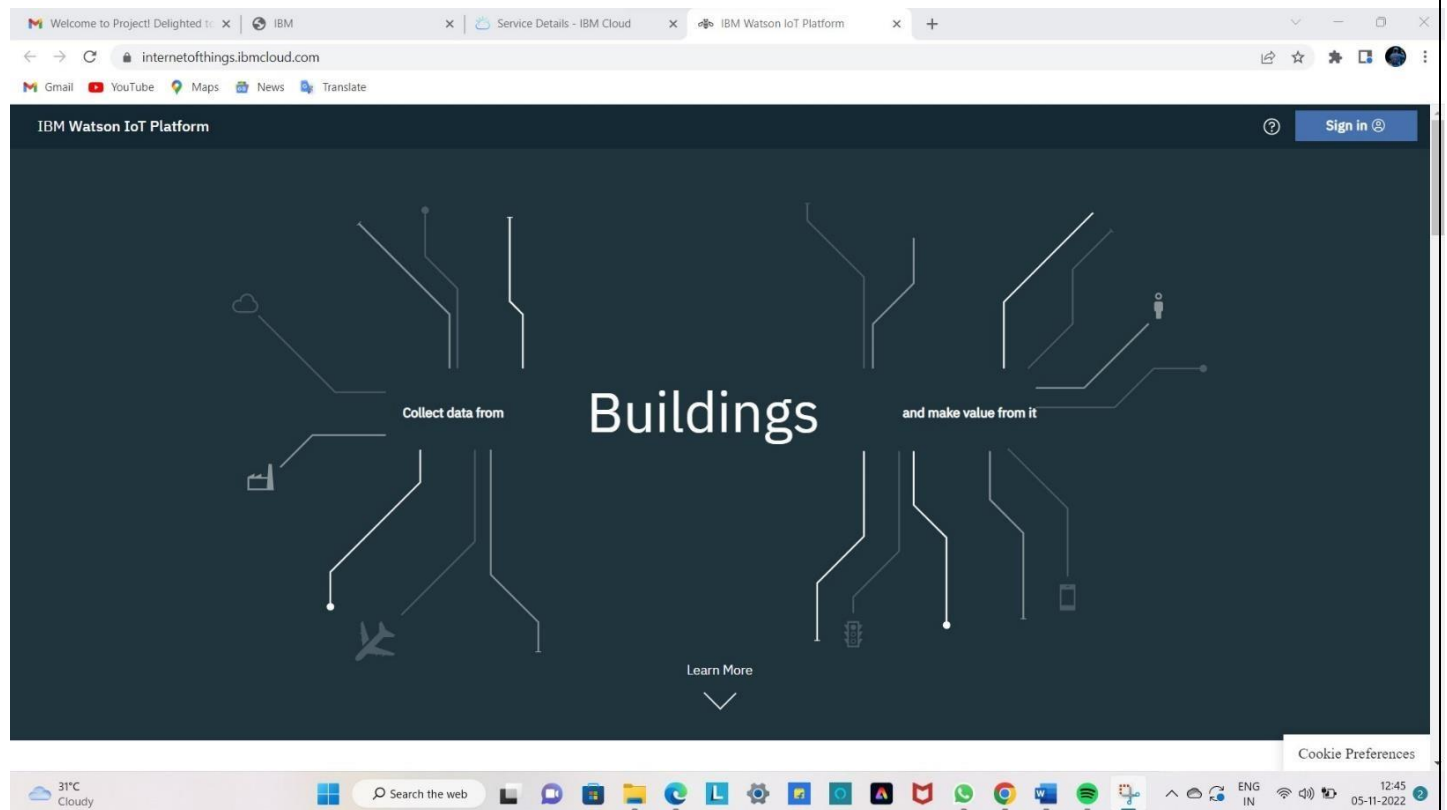 Welcome to Project! Delighted to
IBM
Service Details - IBM Cloud
IBM Watson IoT Platform
internetofthings.ibmcloud.com
Gmail YouTube Maps News Translate
IBM Watson IoT Platform
Sign in
Collect data from Buildings and make value from it
Learn More
Cookie Preferences
31°C
Cloudy
Search the web
ENG
IN
12:45
05-11-2022
2